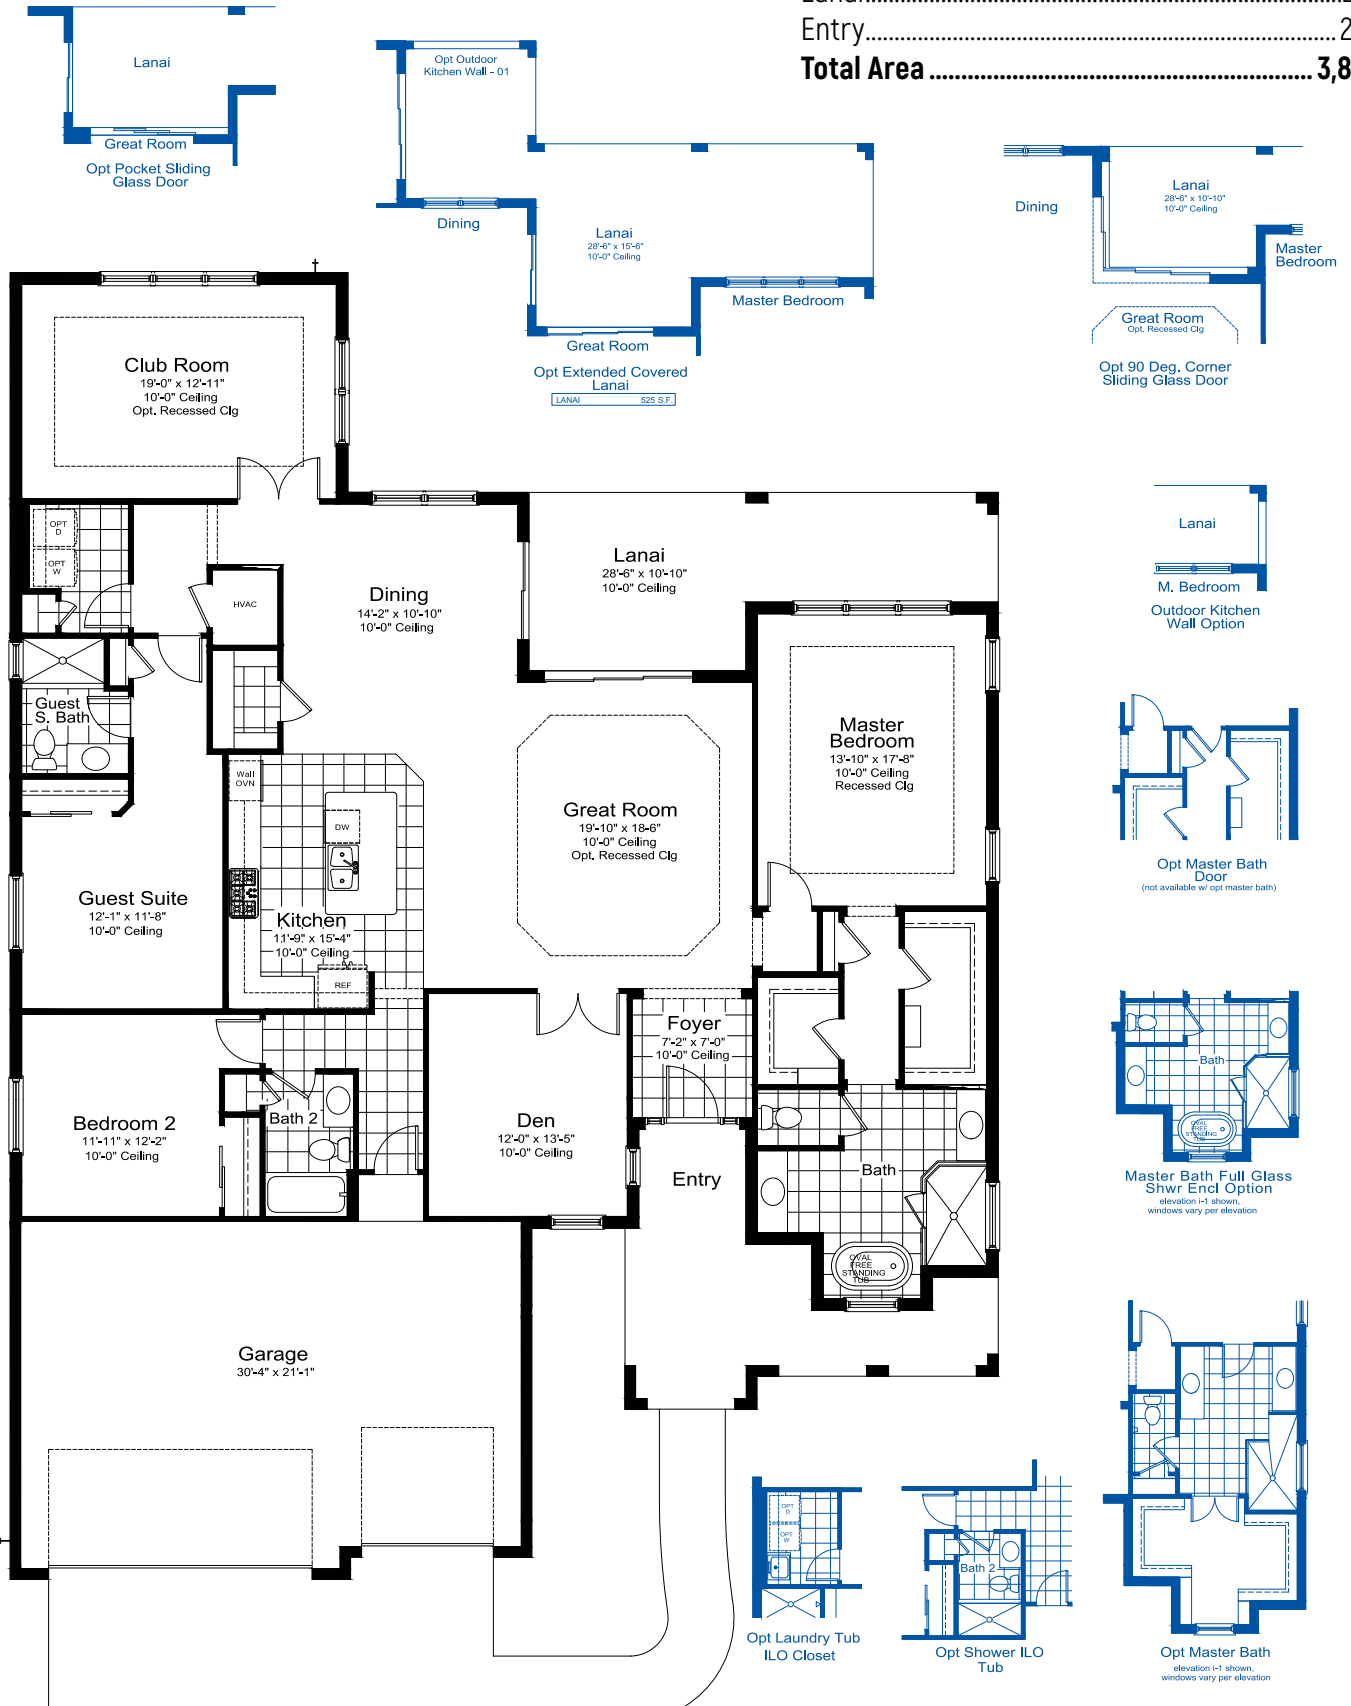 Entry
Total Area
Lanai
Great Room
Opt Pocket Sliding
Glass Door
Opt Outdoor
Kitchen Wall - 01
Dining
Lanai
28'-6" x 15'-6"
10'-0" Ceiling
Master Bedroom
Great Room
Opt Extended Covered
Lanai
LANAI 525 S.F.
Dining
Lanai
28'-6" x 10'-10"
10'-0" Ceiling
Master
Bedroom
Great Room
Opt. Recessed Clg
Opt 90 Deg. Corner
Sliding Glass Door
Club Room
19'-0" x 12'-11"
10'-0" Ceiling
Opt. Recessed Clg
OPT
D
OPT
W
HVAC
Dining
14'-2" x 10'-10"
10'-0" Ceiling
Lanai
28'-6" x 10'-10"
10'-0" Ceiling
Lanai
M. Bedroom
Outdoor Kitchen
Wall Option
Guest
S. Bath
Wall
OVN
DW
Great Room
19'-10" x 18'-6"
10'-0" Ceiling
Opt. Recessed Clg
Master
Bedroom
13'-10" x 17'-8"
10'-0" Ceiling
Recessed Clg
Opt Master Bath
Door
(not available w/ opt master bath)
Guest Suite
12'-1" x 11'-8"
10'-0" Ceiling
Kitchen
11'-9" x 15'-4"
10'-0" Ceiling
REF
Foyer
7'-2" x 7'-0"
10'-0" Ceiling
Bedroom 2
11'-11" x 12'-2"
10'-0" Ceiling
Bath 2
Den
12'-0" x 13'-5"
10'-0" Ceiling
Entry
Bath
OVAL
FREE
STANDING
TUB
Bath
OVAL
FREE
STANDING
TUB
Master Bath Full Glass
Shwr Encl Option
elevation i-1 shown,
windows vary per elevation
Garage
30'-4" x 21'-1"
OPT
D
OPT
W
Opt Laundry Tub
ILO Closet
Bath 2
Opt Shower ILO
Tub
Opt Master Bath
elevation i-1 shown,
windows vary per elevation